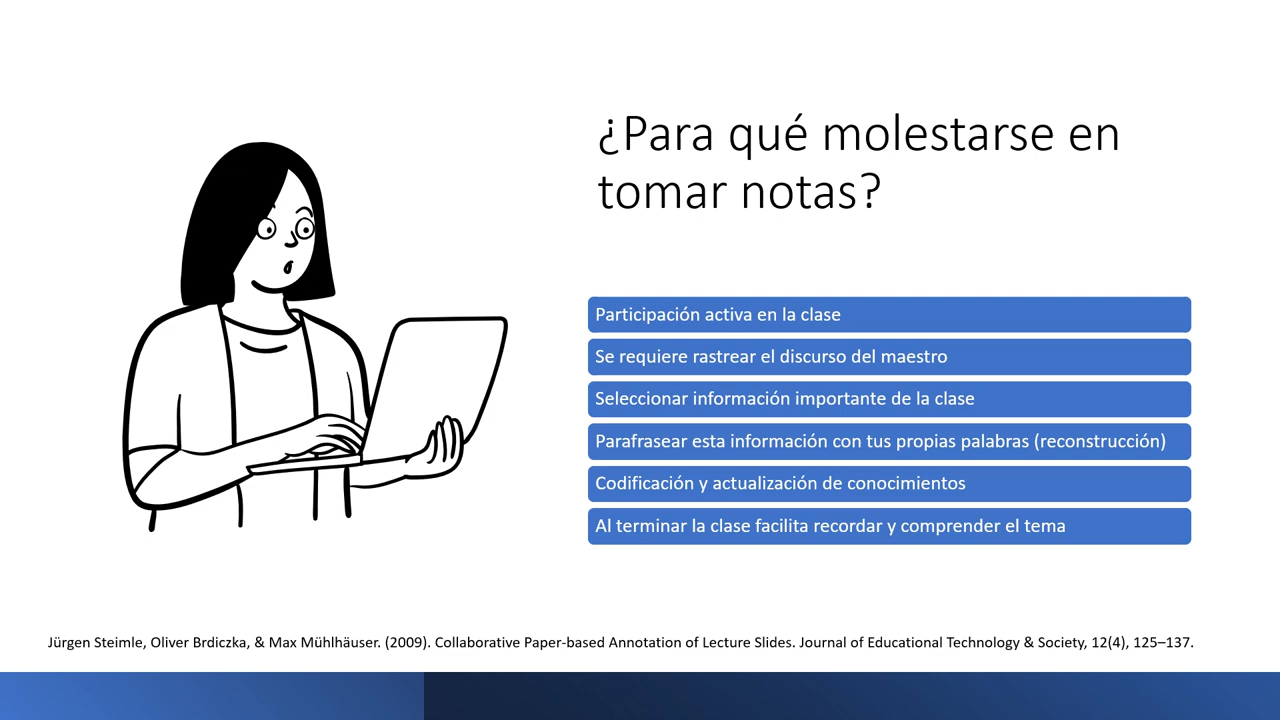 ¿Para qué molestarse en
tomar notas?
Participación activa en la clase
Se requiere rastrear el discurso del maestro
Seleccionar información importante de la clase
Parafrasear esta información con tus propias palabras (reconstrucción)
Codificación y actualización de conocimientos
Al terminar la clase facilita recordar y comprender el tema
Jürgen Steimle, Oliver Brdiczka, & Max Mühlhäuser. (2009). Collaborative Paper-based Annotation of Lecture Slides. Journal of Educational Technology & Society, 12(4), 125–137.